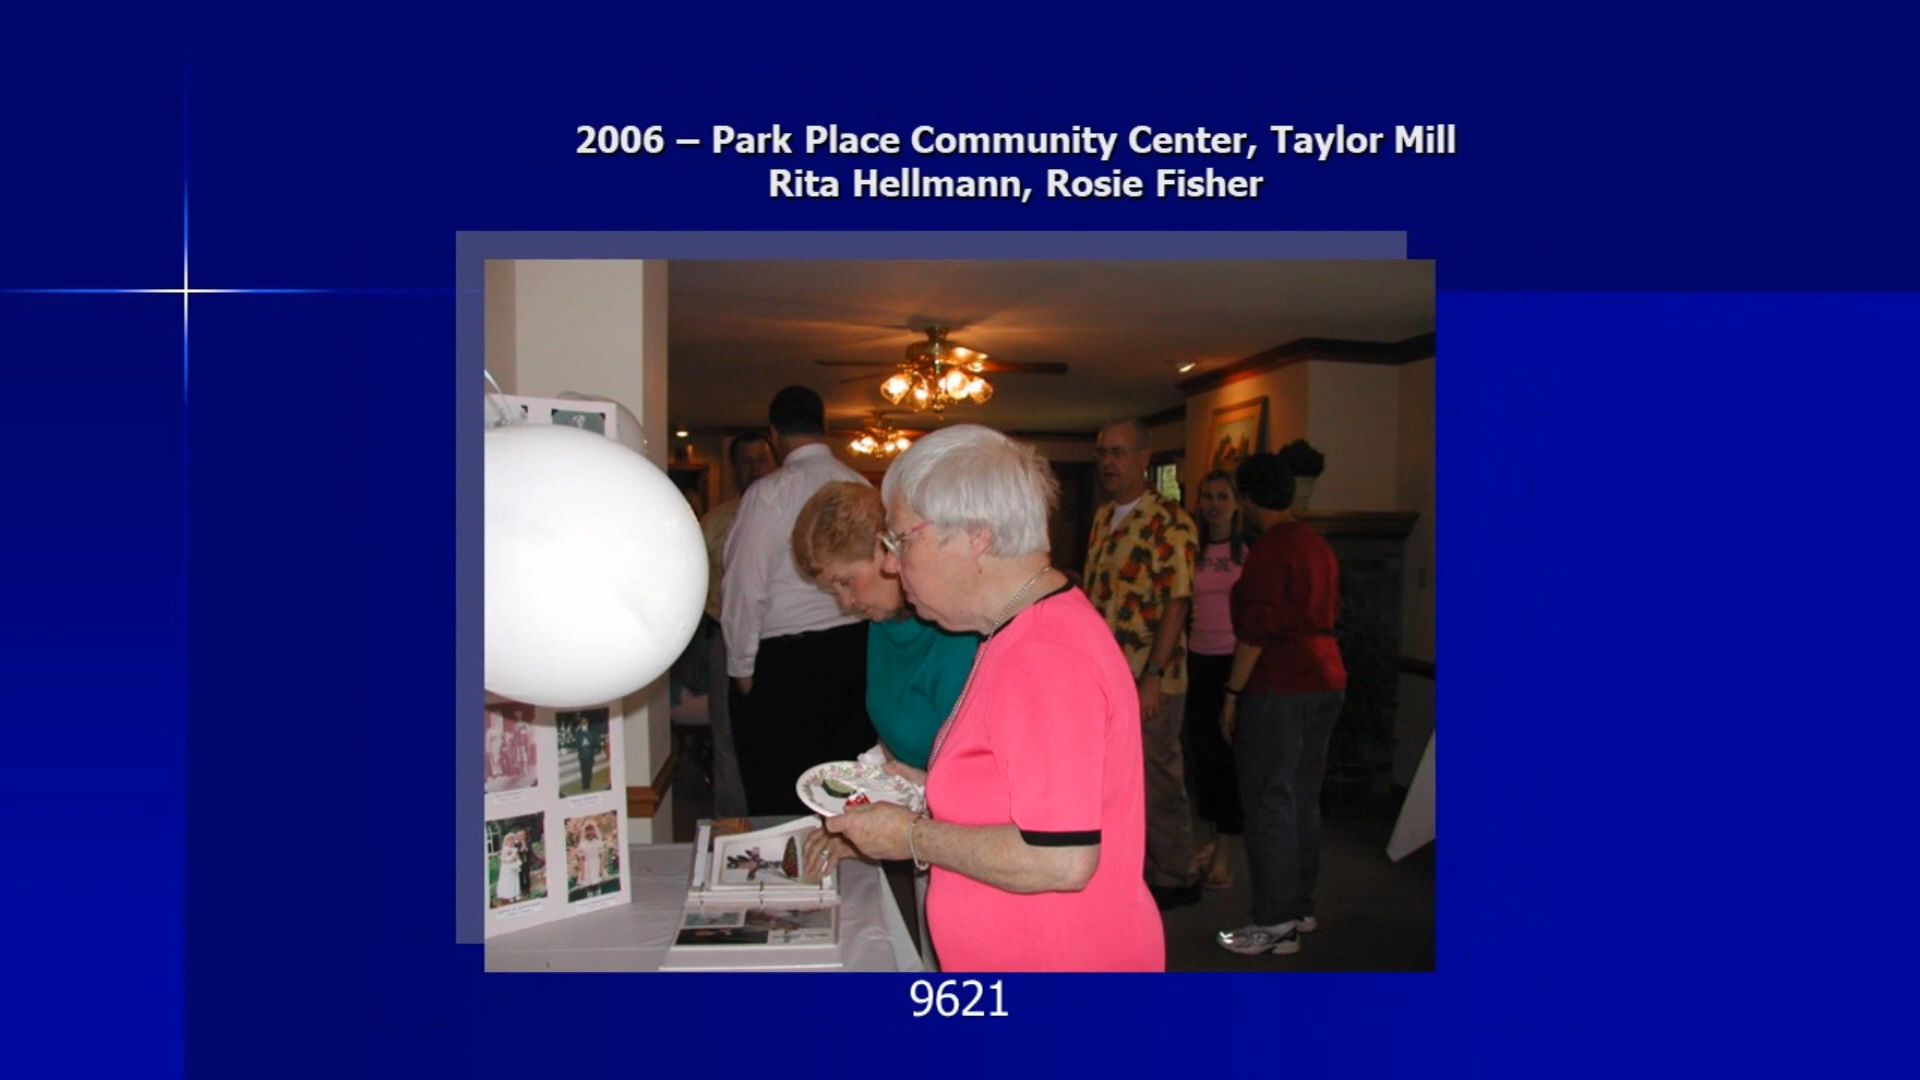 2006 – Park Place Community Center, Taylor Mill
Rita Hellmann, Rosie Fisher
9621